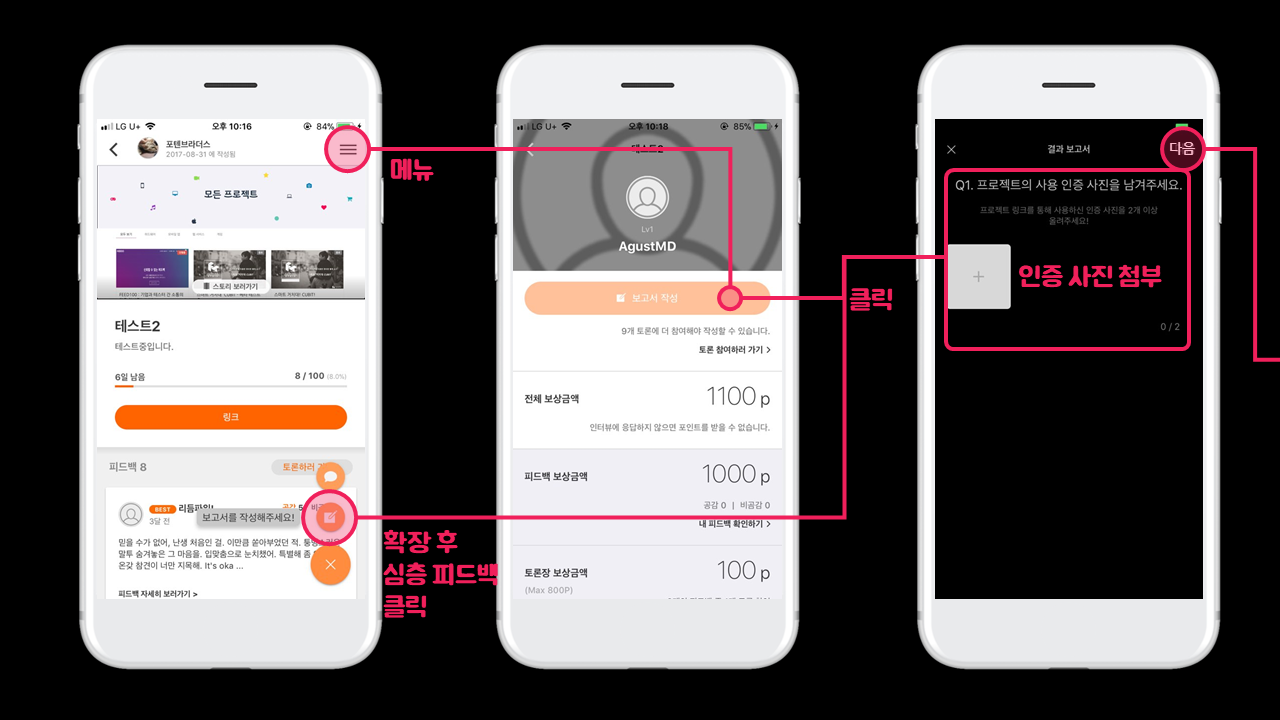 LG U+
오후 10:16
84%
포텐브라더스
2017-08-31 에 작성됨
모든 프로젝트
스토리 보러가기
테스트2
테스트중입니다.
6일 남음
8 / 100 (8.0%)
링크
피드백 8
토론하러
BEST 리듬파워!
공감 5
3달 전
보고서를 작성해주세요!
믿을 수가 없어, 난생 처음인 걸. 이만큼 쏟아부었던 적.
말투 숨겨놓은 그 마음을. 입맞춤으로 눈치챘어. 특별해 좀
온갖 참견이 너만 지목해. It's oka ...
피드백 자세히 보러가기 >
메뉴
확장 후
심층 피드백
클릭
LG U+
오후 10:18
85%
테스트2
Lv1
AgustMD
보고서 작성
9개 토론에 더 참여해야 작성할 수 있습니다.
토론 참여하러 가기 >
전체 보상금액
1100 p
인터뷰에 응답하지 않으면 포인트를 받을 수 없습니다.
피드백 보상금액
1000 p
공감 0 | 비공감 0
내 피드백 확인하기 >
토론장 보상금액
100 p
(Max 800P)
클릭
결과 보고서
다음
Q1. 프로젝트의 사용 인증 사진을 남겨주세요.
프로젝트 링크를 통해 사용하신 인증 사진을 2개 이상
올려주세요!
+
인증 사진 첨부
0 / 2